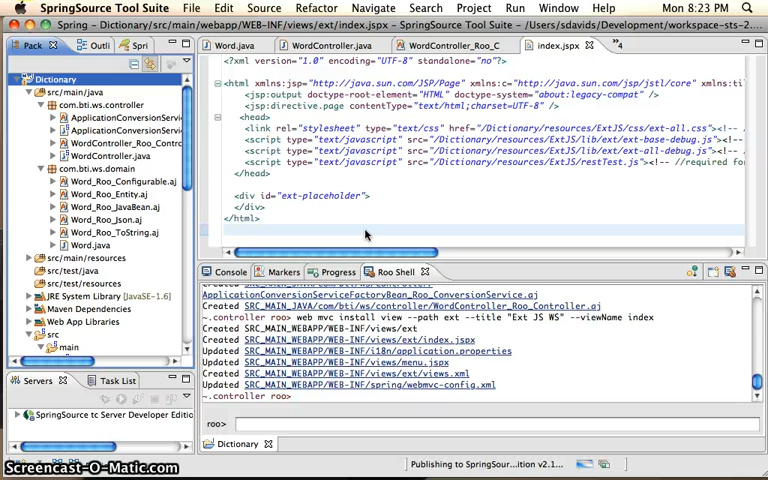 SpringSource Tool Suite File Edit Source Refactor Navigate Search Project Run Window Help Mon 8:23 PM
Spring - Dictionary/src/main/webapp/WEB-INF/views/ext/index.jspx - SpringSource Tool Suite - /Users/sdavids/Development/workspace-sts-2....
Pack Outli Spri
Word.java WordController.java WordController_Roo_C index.jspx 4
Dictionary
src/main/java
com.bti.ws.controller
ApplicationConversionServi
ApplicationConversionServi
WordController_Roo_Contro
WordController.java
com.bti.ws.domain
Word_Roo_Configurable.aj
Word_Roo_Entity.aj
Word_Roo_JavaBean.aj
Word_Roo_Json.aj
Word_Roo_ToString.aj
Word.java
src/main/resources
src/test/java
src/test/resources
JRE System Library [JavaSE-1.6]
Maven Dependencies
Web App Libraries
src
main
<?xml version="1.0" encoding="UTF-8" standalone="no"?>
<html xmlns:jsp="http://java.sun.com/JSP/Page" xmlns:c="http://java.sun.com/jsp/jstl/core" xmlns:ti
<jsp:output doctype-root-element="HTML" doctype-system="about:legacy-compat" />
<jsp:directive.page contentType="text/html;charset=UTF-8" />
<head>
<link rel="stylesheet" type="text/css" href="/Dictionary/resources/ExtJS/css/ext-all.css"><!--
<script type="text/javascript" src="/Dictionary/resources/ExtJS/lib/ext/ext-base-debug.js">
<script type="text/javascript" src="/Dictionary/resources/ExtJS/lib/ext/ext-all-debug.js"><!--
<script type="text/javascript" src="/Dictionary/resources/ExtJS/restTest.js"><!-- //required fo
</head>
<div id="ext-placeholder">
</div>
</html>
Console Markers Progress Roo Shell
ApplicationConversionServiceFactoryBean_Roo_ConversionService.aj
Created SRC_MAIN_JAVA/com/bti/ws/controller/WordController_Roo_Controller.aj
~.controller roo> web mvc install view --path ext --title "Ext JS WS" --viewName index
Created SRC_MAIN_WEBAPP/WEB-INF/views/ext
Created SRC_MAIN_WEBAPP/WEB-INF/views/ext/index.jspx
Updated SRC_MAIN_WEBAPP/WEB-INF/i18n/application.properties
Updated SRC_MAIN_WEBAPP/WEB-INF/views/menu.jspx
Created SRC_MAIN_WEBAPP/WEB-INF/views/ext/views.xml
Updated SRC_MAIN_WEBAPP/WEB-INF/spring/webmvc-config.xml
~.controller roo>
roo>
Dictionary
Servers Task List
SpringSource tc Server Developer Editio
Publishing to SpringSour...ition v2.1...
Screencast-O-Matic.com